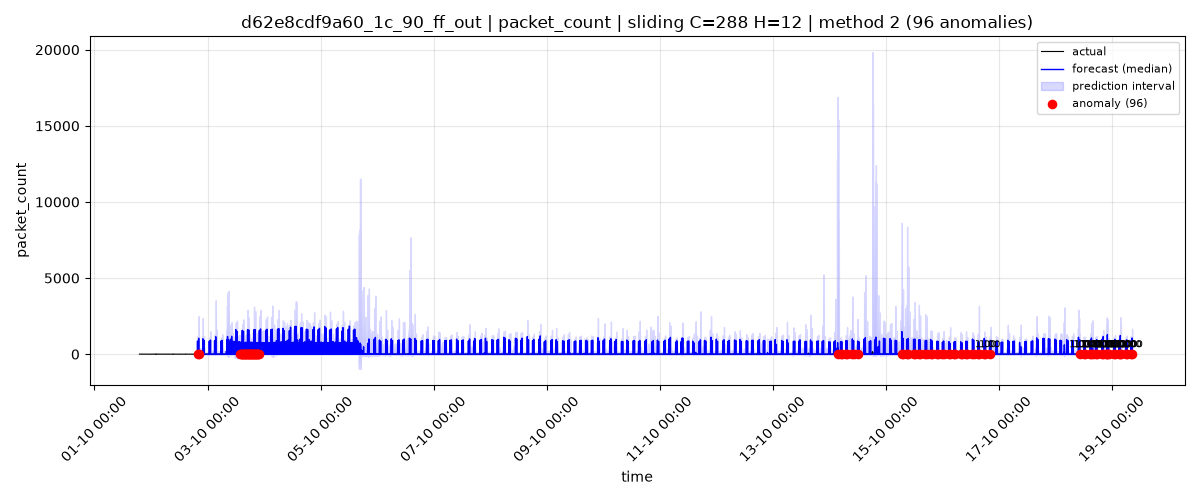 d62e8cdf9a60_1c_90_ff_out | packet_count | sliding C=288 H=12 | method 2 (96 anomalies)
actual
forecast (median)
prediction interval
anomaly (96)
packet_count
20000
15000
10000
5000
0
01-10 00:00
03-10 00:00
05-10 00:00
07-10 00:00
09-10 00:00
11-10 00:00
13-10 00:00
15-10 00:00
17-10 00:00
19-10 00:00
time